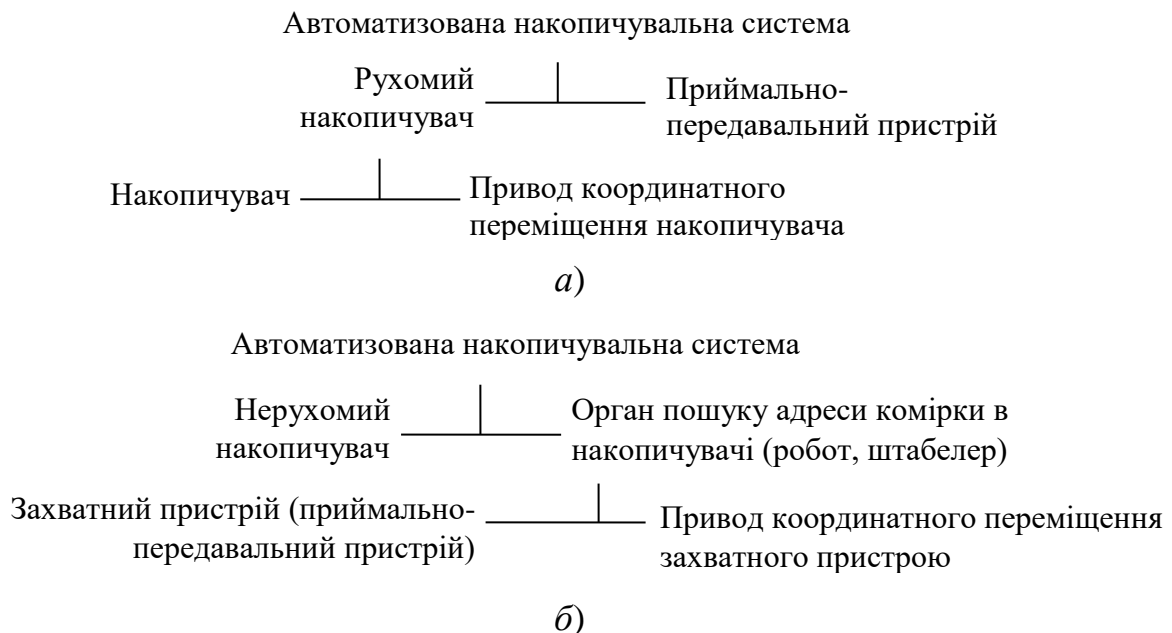 Автоматизована накопичувальна система
Рухомий
накопичувач
Приймально-
передавальний пристрій
Накопичувач
Привод координатного
переміщення накопичувача
а)
Автоматизована накопичувальна система
Нерухомий
накопичувач
Орган пошуку адреси комірки в
накопичувачі (робот, штабелер)
Захватний пристрій (приймально-
передавальний пристрій)
Привод координатного переміщення
захватного пристрою
б)